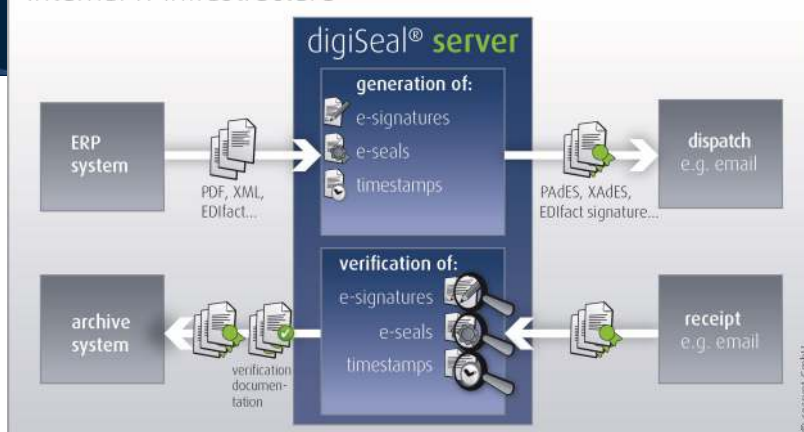 digiSeal® server
generation of:
e-signatures
e-seals
timestamps
ERP
system
PDF, XML,
EDIfact...
PAdES, XAdES,
EDIfact signature...
dispatch
e.g. email
verification of:
e-signatures
e-seals
timestamps
archive
system
verification
documen-
tation
receipt
e.g. email